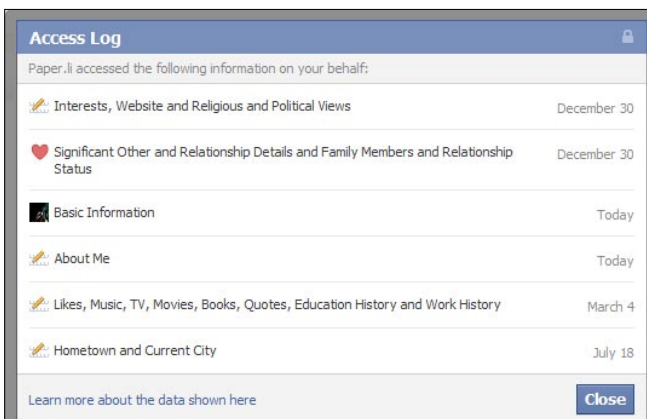 Access Log
Paper.li accessed the following information on your behalf:
Interests, Website and Religious and Political Views
December 30
Significant Other and Relationship Details and Family Members and Relationship
Status
December 30
Basic Information
Today
About Me
Today
Likes, Music, TV, Movies, Books, Quotes, Education History and Work History
March 4
Hometown and Current City
July 18
Learn more about the data shown here
Close